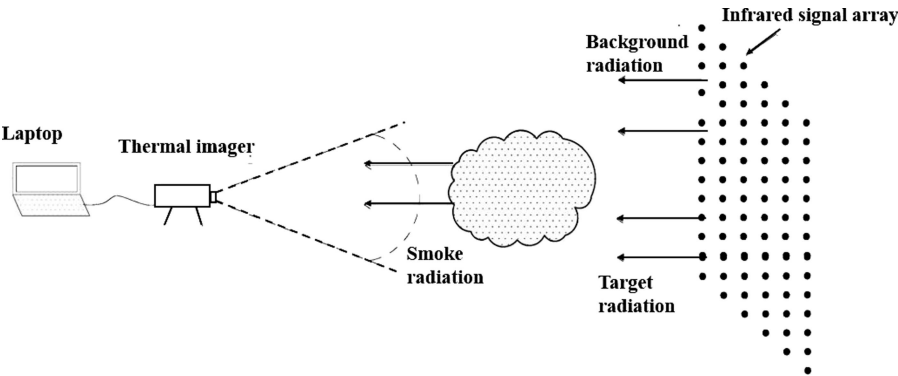 Infrared signal array
Background
radiation
Laptop
Thermal imager
Smoke
radiation
Target
radiation